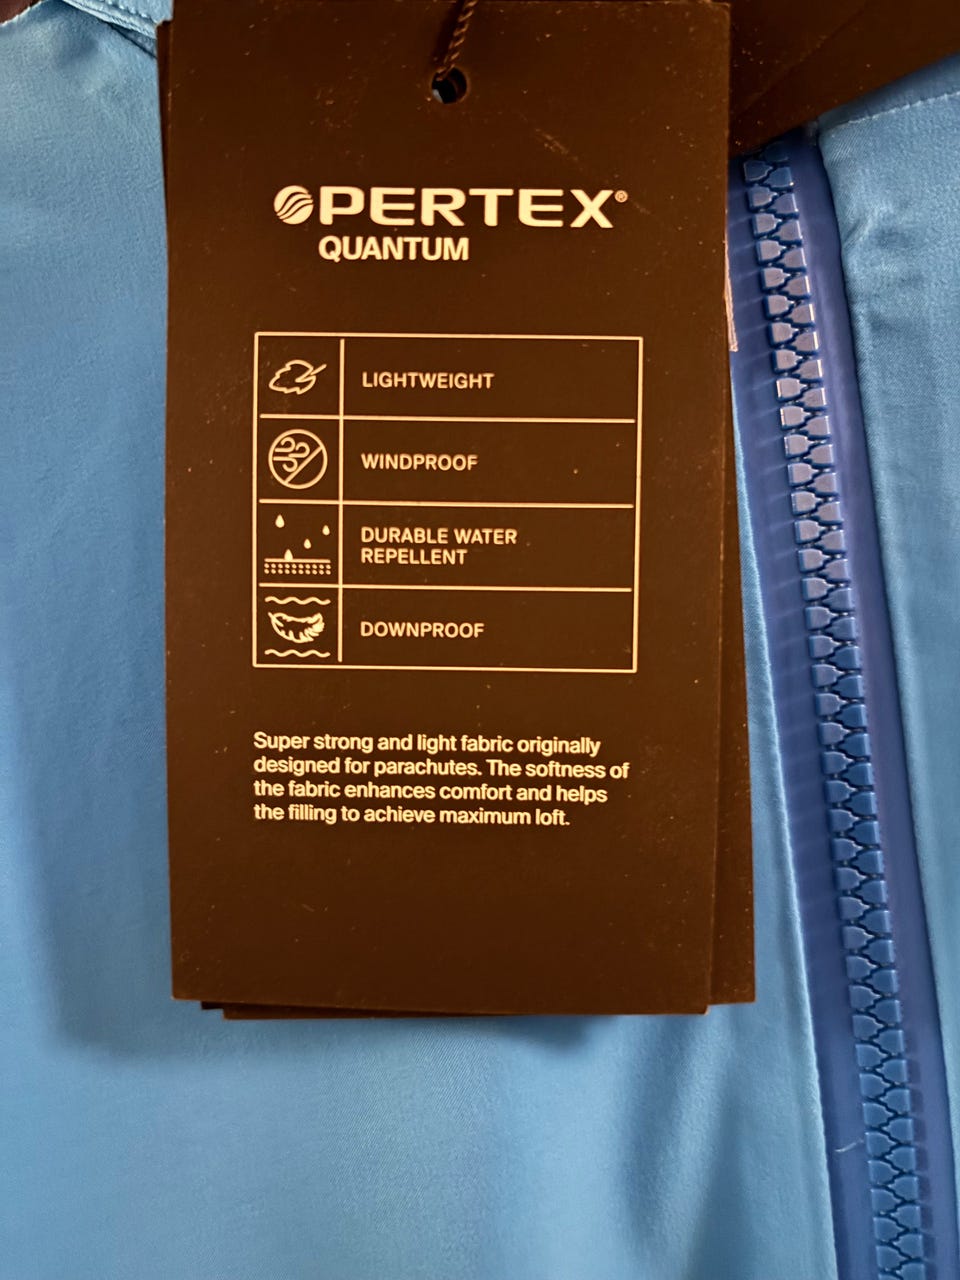 PERTEX®
QUANTUM
LIGHTWEIGHT
WINDPROOF
DURABLE WATER
REPELLENT
DOWNPROOF
Super strong and light fabric originally
designed for parachutes. The softness of
the fabric enhances comfort and helps
the filling to achieve maximum loft.